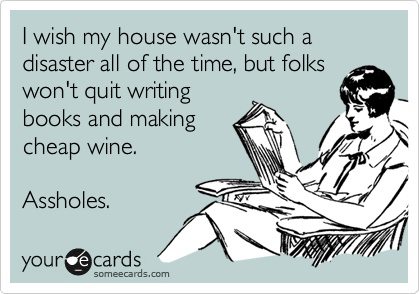 I wish my house wasn't such a
disaster all of the time, but folks
won't quit writing
books and making
cheap wine.
Assholes.
your e cards
someecards.com